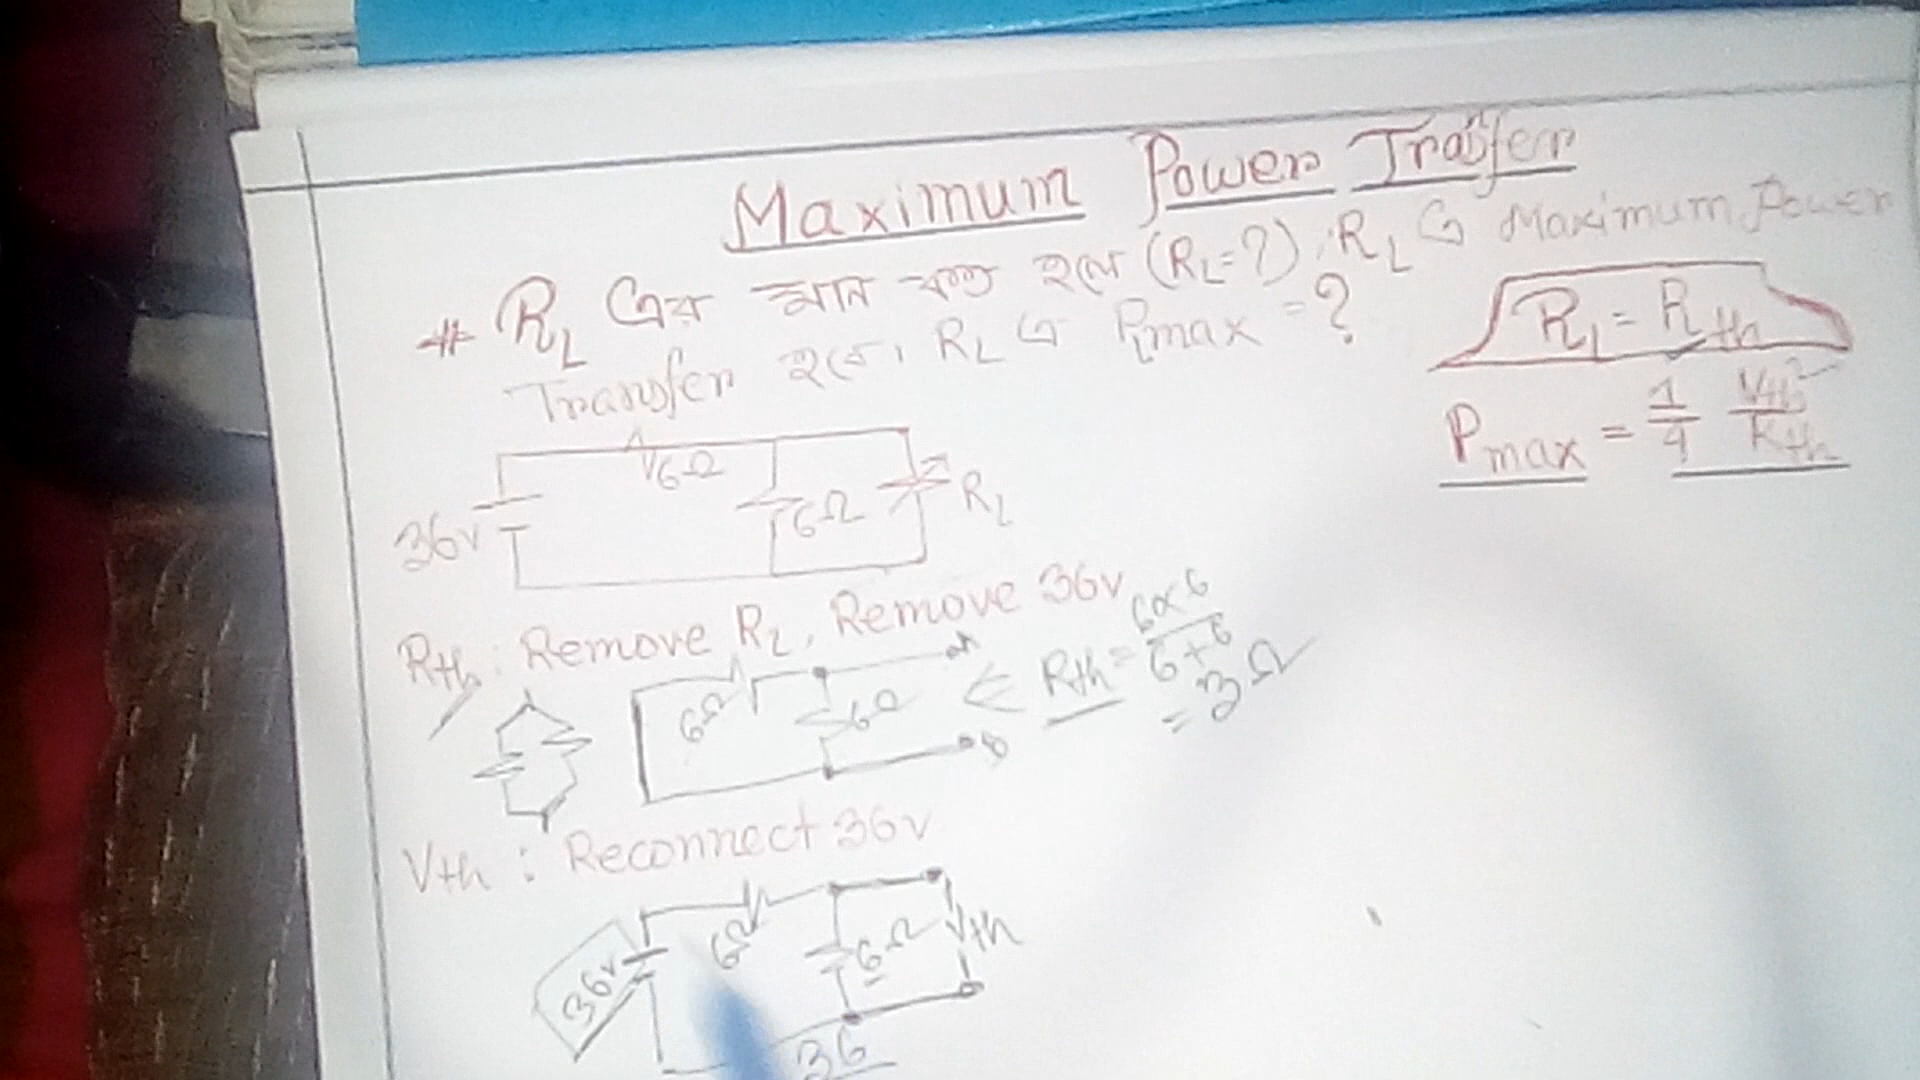 Maximum Power Trasfer
# RL এর মান কত হলে (RL=?), RL এ Maximum Power
Transfer হবে। RL এ Pmax = ?
RL = Rth
Pmax = 1/4 Vth²/Rth
6Ω
36v
6Ω
RL
Rth : Remove RL, Remove 36v
6Ω
6Ω
Rth = 6×6/6+6
= 3Ω
Vth : Reconnect 36v
36v
6Ω
6Ω
Vth
36